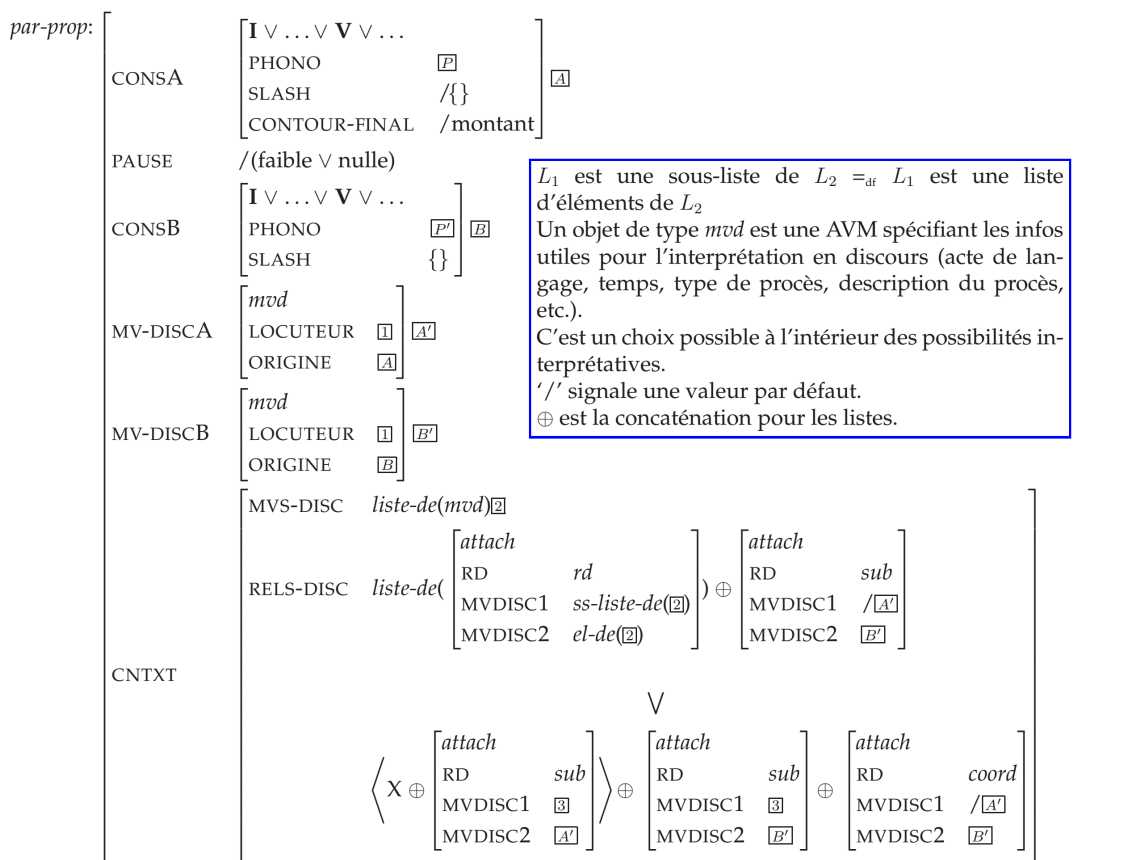 par-prop:
I ∨ … ∨ V ∨ …
PHONO P
CONSA SLASH /{} A
CONTOUR-FINAL /montant
PAUSE /(faible ∨ nulle)
I ∨ … ∨ V ∨ …
CONSB PHONO P′ B
SLASH {}
mvd
MV-DISCA LOCUTEUR 1 A′
ORIGINE A
mvd
MV-DISCB LOCUTEUR 1 B′
ORIGINE B
L₁ est une sous-liste de L₂ =df L₁ est une liste
d'éléments de L₂
Un objet de type mvd est une AVM spécifiant les infos
utiles pour l'interprétation en discours (acte de lan-
gage, temps, type de procès, description du procès,
etc.).
C'est un choix possible à l'intérieur des possibilités in-
terprétatives.
'/' signale une valeur par défaut.
⊕ est la concaténation pour les listes.
MVS-DISC liste-de(mvd)2
attach attach
RELS-DISC liste-de( RD rd ) ⊕ RD sub
MVDISC1 ss-liste-de(2) MVDISC1 /A′
MVDISC2 el-de(2) MVDISC2 B′
CNTXT
∨
attach attach attach
⟨ X ⊕ RD sub ⟩ ⊕ RD sub ⊕ RD coord
MVDISC1 3 MVDISC1 3 MVDISC1 /A′
MVDISC2 A′ MVDISC2 B′ MVDISC2 B′